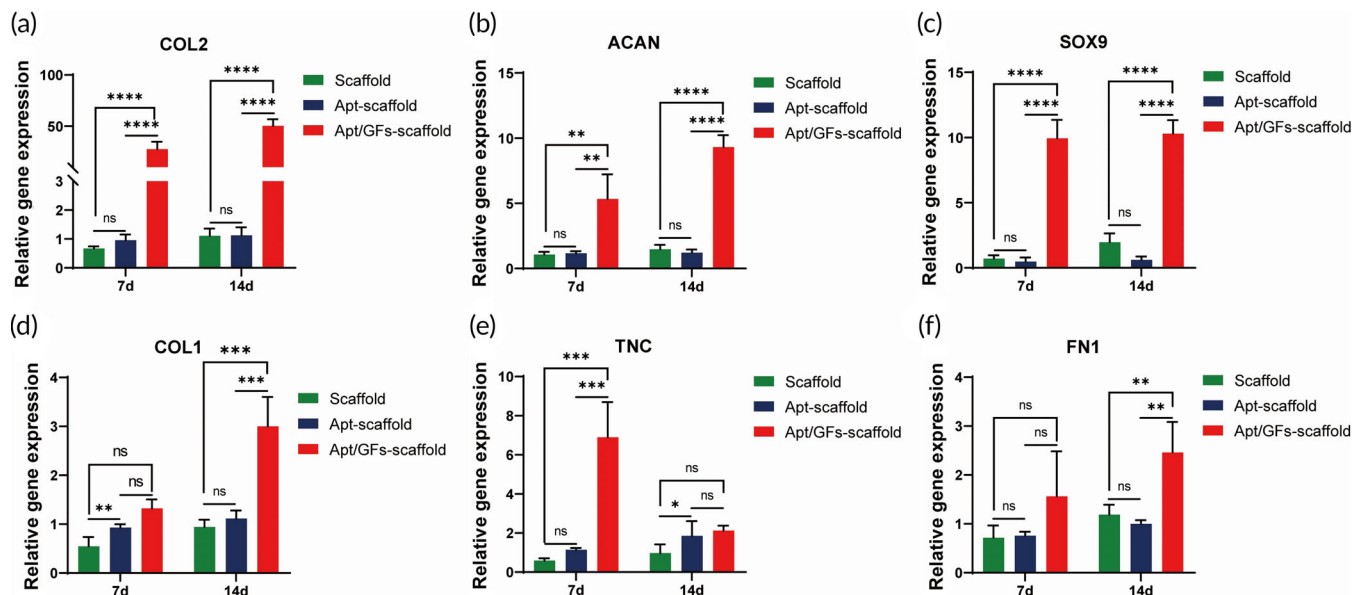 (a)
COL2
Relative gene expression
100
50
3
2
1
0
****
****
ns
****
****
ns
7d
14d
Scaffold
Apt-scaffold
Apt/GFs-scaffold
(b)
ACAN
Relative gene expression
15
10
5
0
**
**
ns
****
****
ns
7d
14d
Scaffold
Apt-scaffold
Apt/GFs-scaffold
(c)
SOX9
Relative gene expression
15
10
5
0
****
****
ns
****
****
ns
7d
14d
Scaffold
Apt-scaffold
Apt/GFs-scaffold
(d)
COL1
Relative gene expression
4
3
2
1
0
ns
ns
**
***
***
ns
7d
14d
Scaffold
Apt-scaffold
Apt/GFs-scaffold
(e)
TNC
Relative gene expression
10
8
6
4
2
0
***
***
ns
ns
ns
*
7d
14d
Scaffold
Apt-scaffold
Apt/GFs-scaffold
(f)
FN1
Relative gene expression
4
3
2
1
0
ns
ns
ns
**
**
ns
7d
14d
Scaffold
Apt-scaffold
Apt/GFs-scaffold